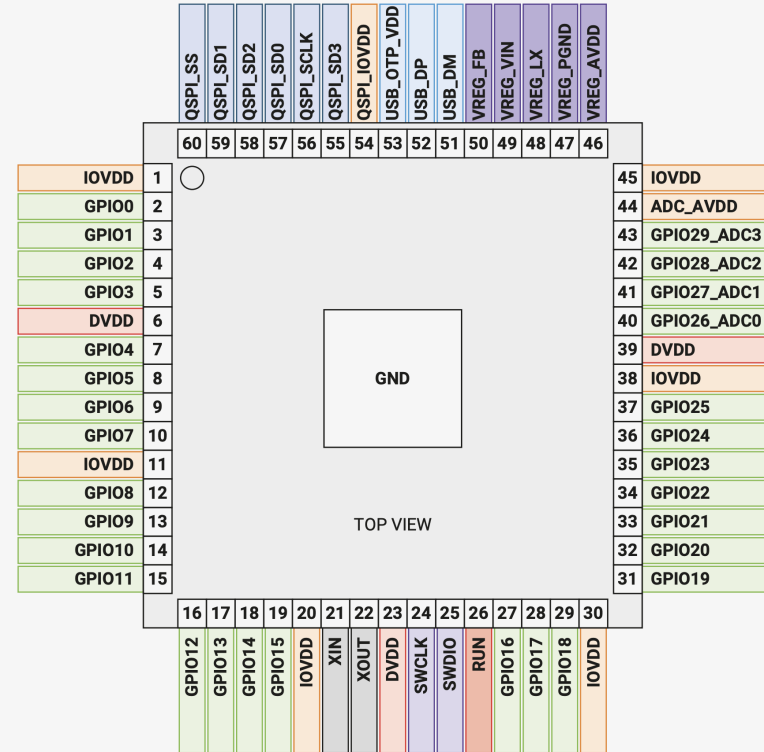 QSPI_SS
QSPI_SD1
QSPI_SD2
QSPI_SD0
QSPI_SCLK
QSPI_SD3
QSPI_IOVDD
USB_OTP_VDD
USB_DP
USB_DM
VREG_FB
VREG_VIN
VREG_LX
VREG_PGND
VREG_AVDD
60 59 58 57 56 55 54 53 52 51 50 49 48 47 46
IOVDD 1
GPIO0 2
GPIO1 3
GPIO2 4
GPIO3 5
DVDD 6
GPIO4 7
GPIO5 8
GPIO6 9
GPIO7 10
IOVDD 11
GPIO8 12
GPIO9 13
GPIO10 14
GPIO11 15
GND
TOP VIEW
45 IOVDD
44 ADC_AVDD
43 GPIO29_ADC3
42 GPIO28_ADC2
41 GPIO27_ADC1
40 GPIO26_ADC0
39 DVDD
38 IOVDD
37 GPIO25
36 GPIO24
35 GPIO23
34 GPIO22
33 GPIO21
32 GPIO20
31 GPIO19
16 17 18 19 20 21 22 23 24 25 26 27 28 29 30
GPIO12
GPIO13
GPIO14
GPIO15
IOVDD
XIN
XOUT
DVDD
SWCLK
SWDIO
RUN
GPIO16
GPIO17
GPIO18
IOVDD